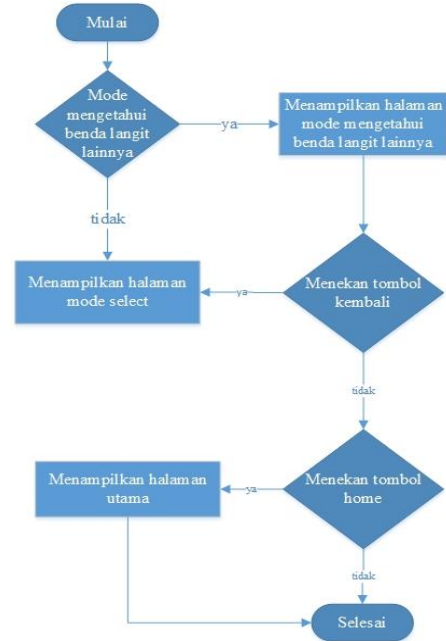 Mulai
Mode
mengetahui
benda langit
lainnya
ya
Menampilkan halaman
mode mengetahui
benda langit lainnya
tidak
Menampilkan halaman
mode select
ya
Menekan tombol
kembali
tidak
Menampilkan halaman
utama
ya
Menekan tombol
home
tidak
Selesai